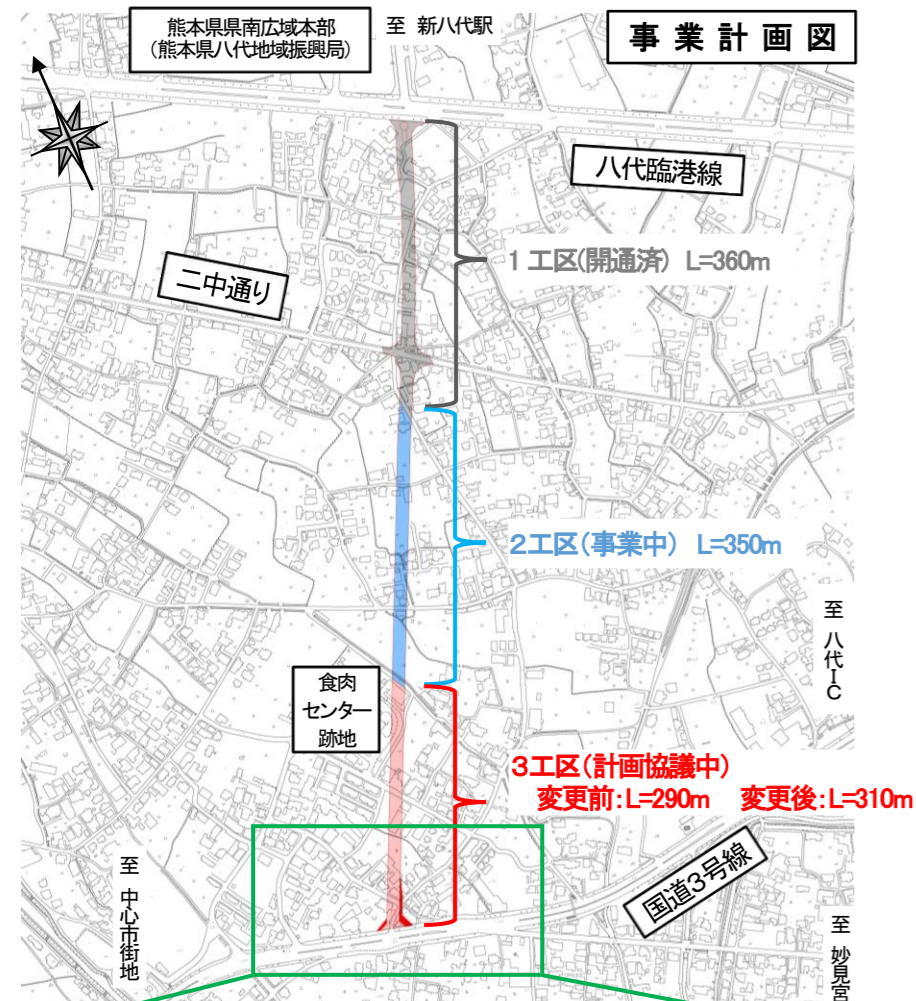 熊本県県南広域本部
(熊本県八代地域振興局)
至 新八代駅
事業計画図
八代臨港線
1工区(開通済) L=360m
二中通り
2工区(事業中) L=350m
至 八代IC
食肉
センター
跡地
3工区(計画協議中)
変更前:L=290m 変更後:L=310m
国道3号線
至 中心市街地
至 妙見宮